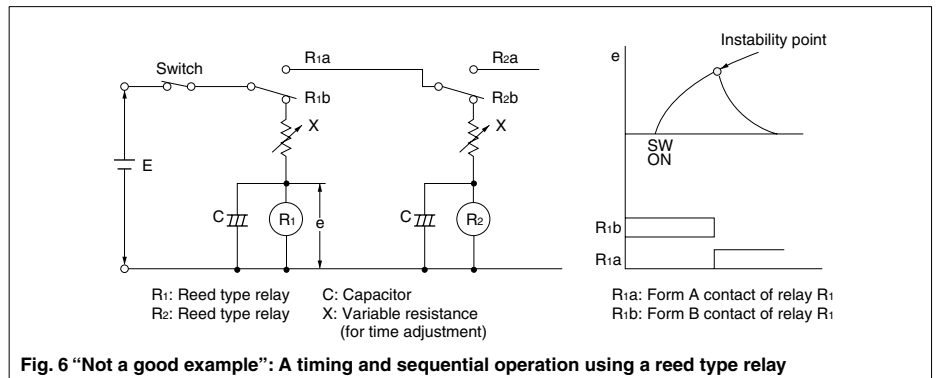 Switch
R1a
R1b
X
E
C
R1
e
R2a
R2b
X
C
R2
R1: Reed type relay
R2: Reed type relay
C: Capacitor
X: Variable resistance
(for time adjustment)
e
Instability point
SW
ON
R1b
R1a
R1a: Form A contact of relay R1
R1b: Form B contact of relay R1
Fig. 6 “Not a good example”: A timing and sequential operation using a reed type relay